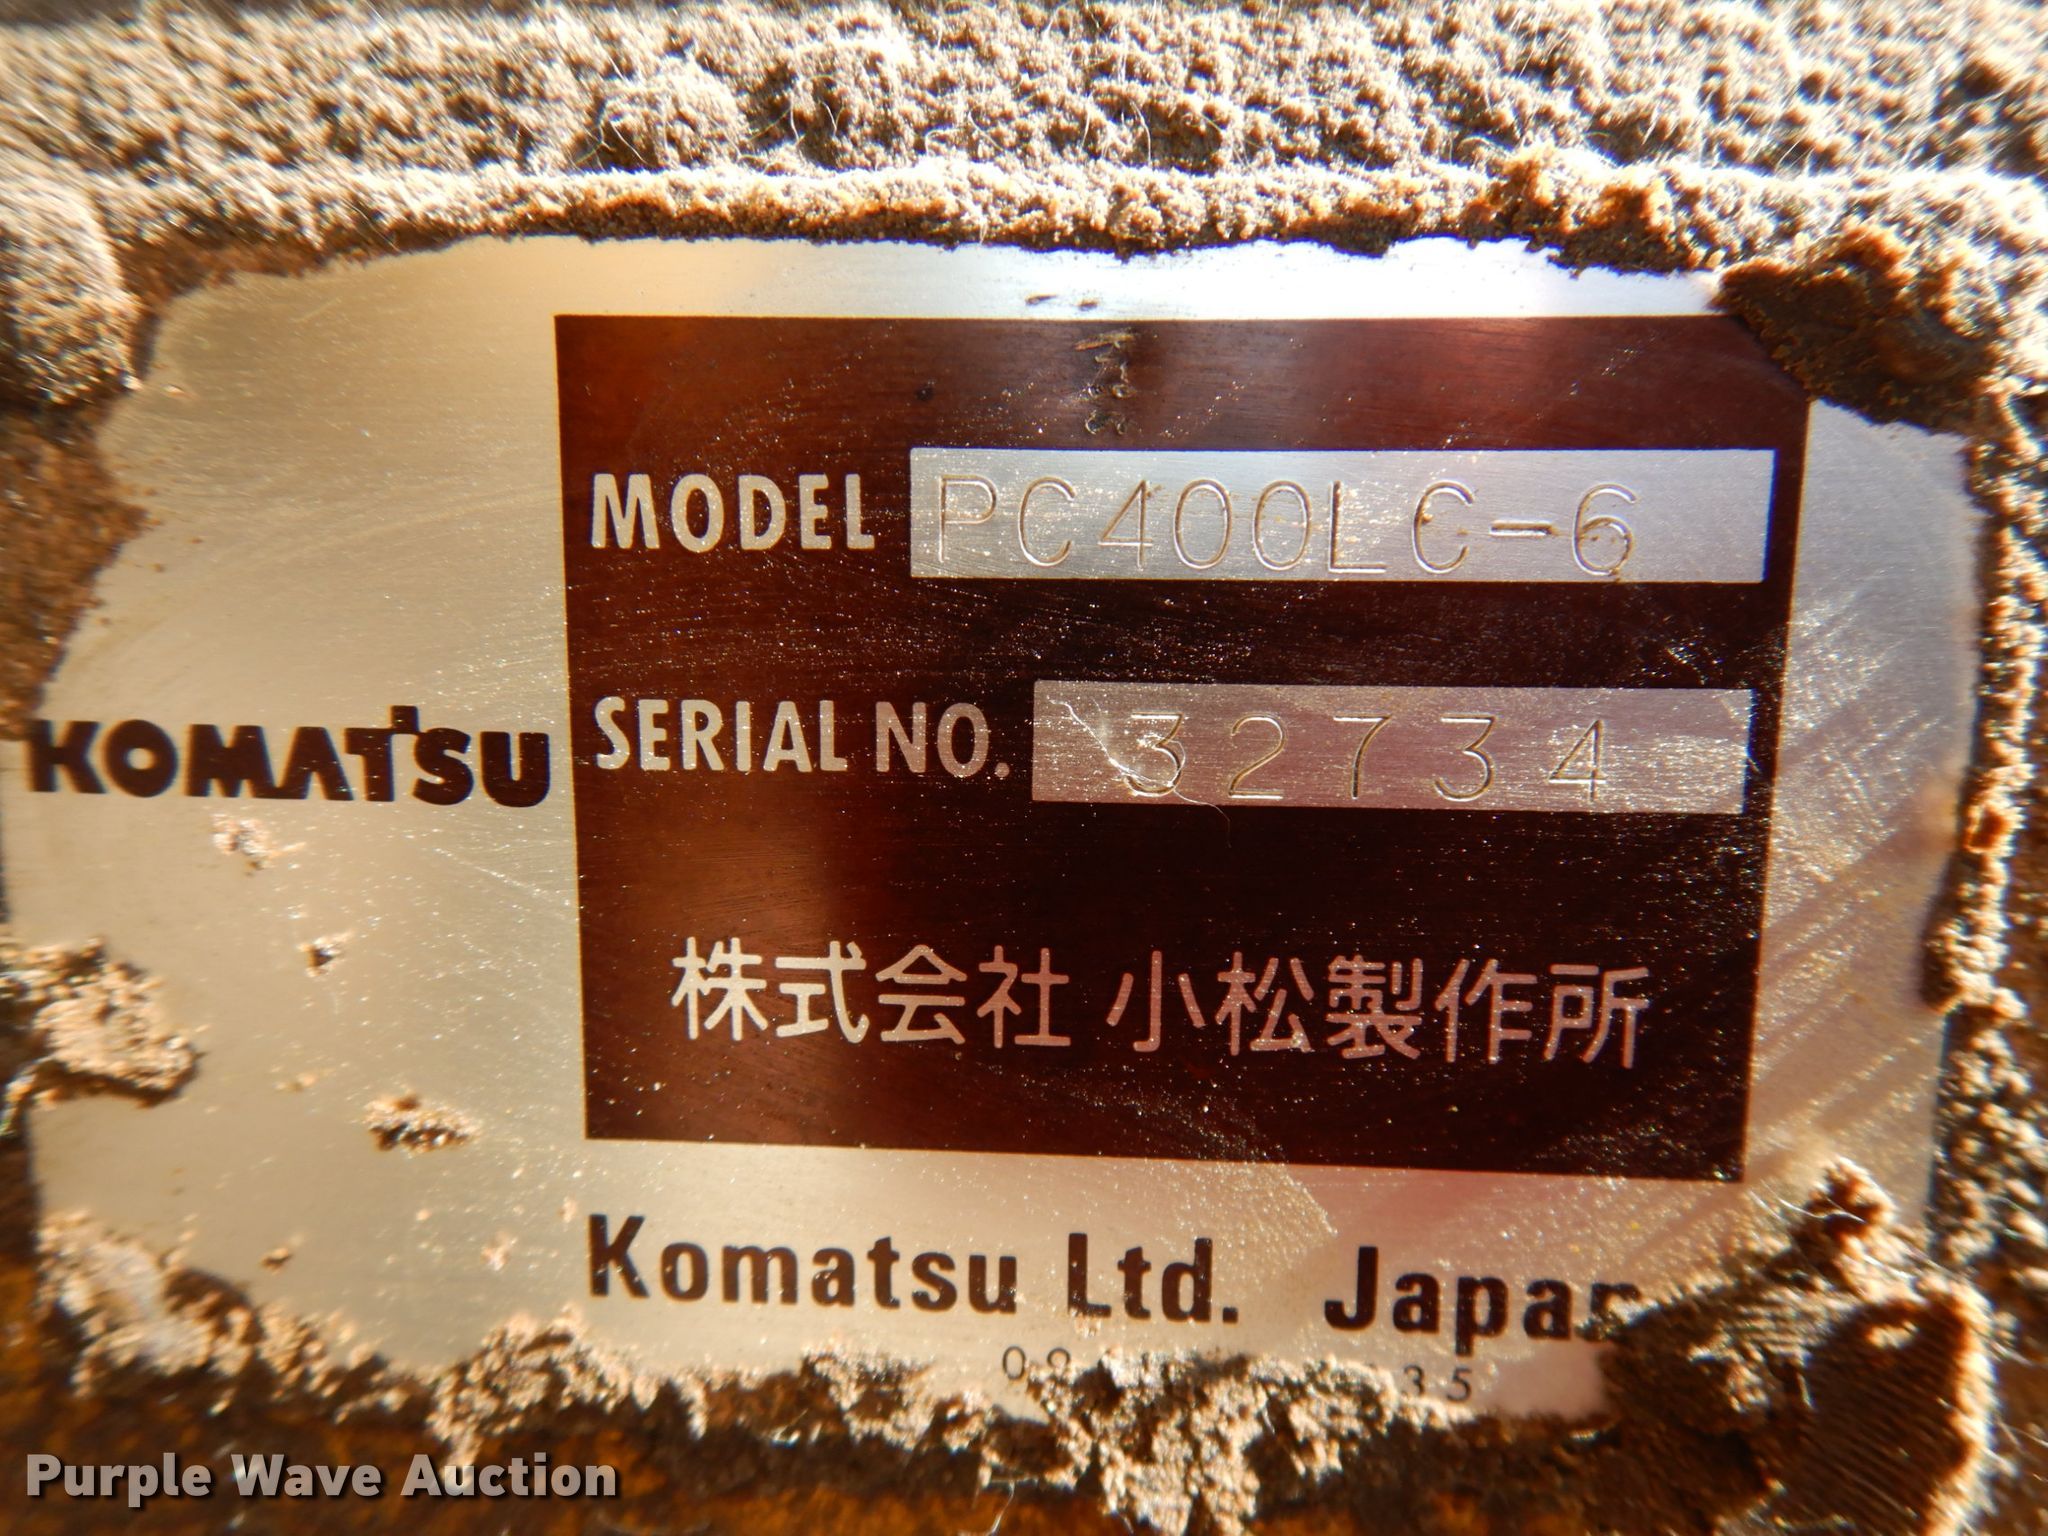 MODEL PC400LC-6
KOMATSU
SERIAL NO. 32734
株式会社 小松製作所
Komatsu Ltd. Japan
Purple Wave Auction